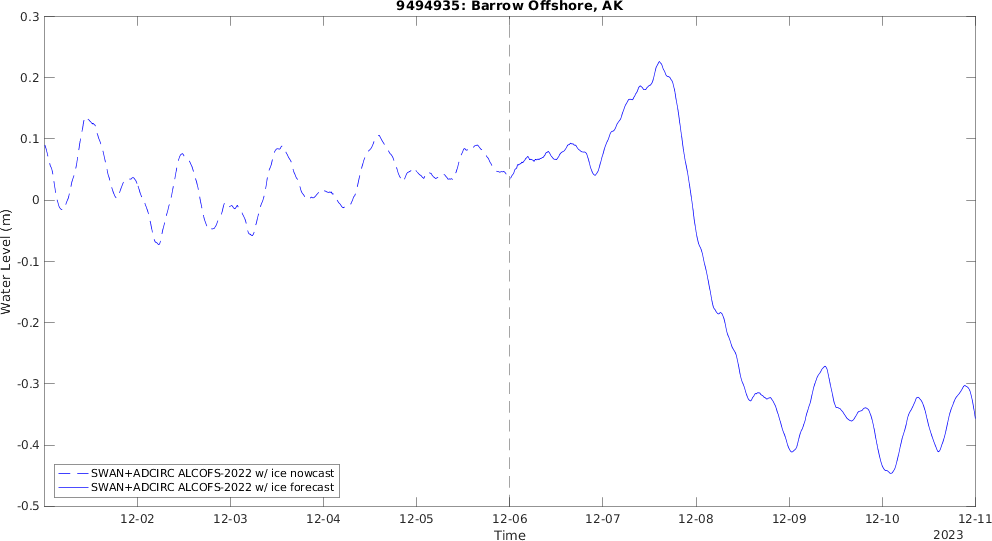 9494935: Barrow Offshore, AK
0.3
0.2
0.1
0
-0.1
-0.2
-0.3
-0.4
-0.5
Water Level (m)
SWAN+ADCIRC ALCOFS-2022 w/ ice nowcast
SWAN+ADCIRC ALCOFS-2022 w/ ice forecast
12-02 12-03 12-04 12-05 12-06 12-07 12-08 12-09 12-10 12-11
Time
2023